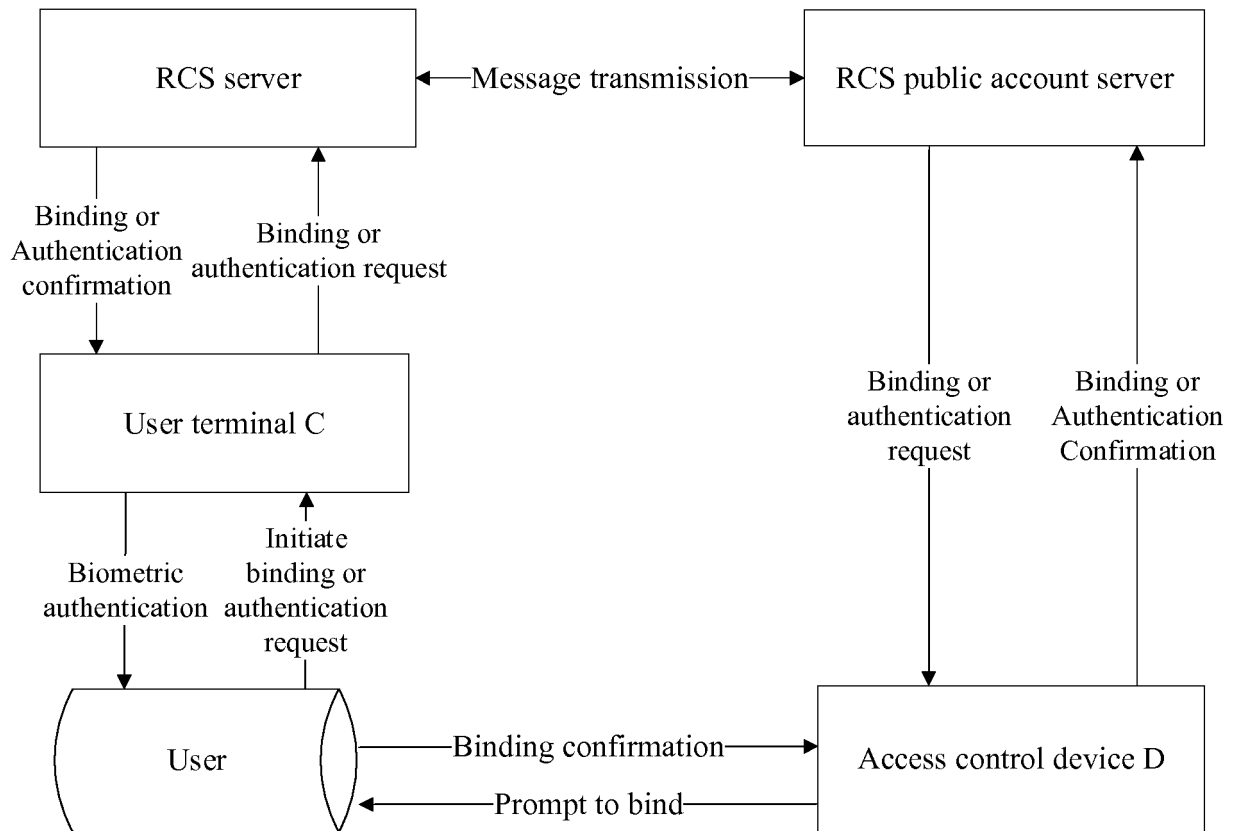 RCS server
Message transmission
RCS public account server
Binding or
Authentication
confirmation
Binding or
authentication request
User terminal C
Binding or
authentication
request
Binding or
Authentication
Confirmation
Biometric
authentication
Initiate
binding or
authentication
request
User
Binding confirmation
Prompt to bind
Access control device D